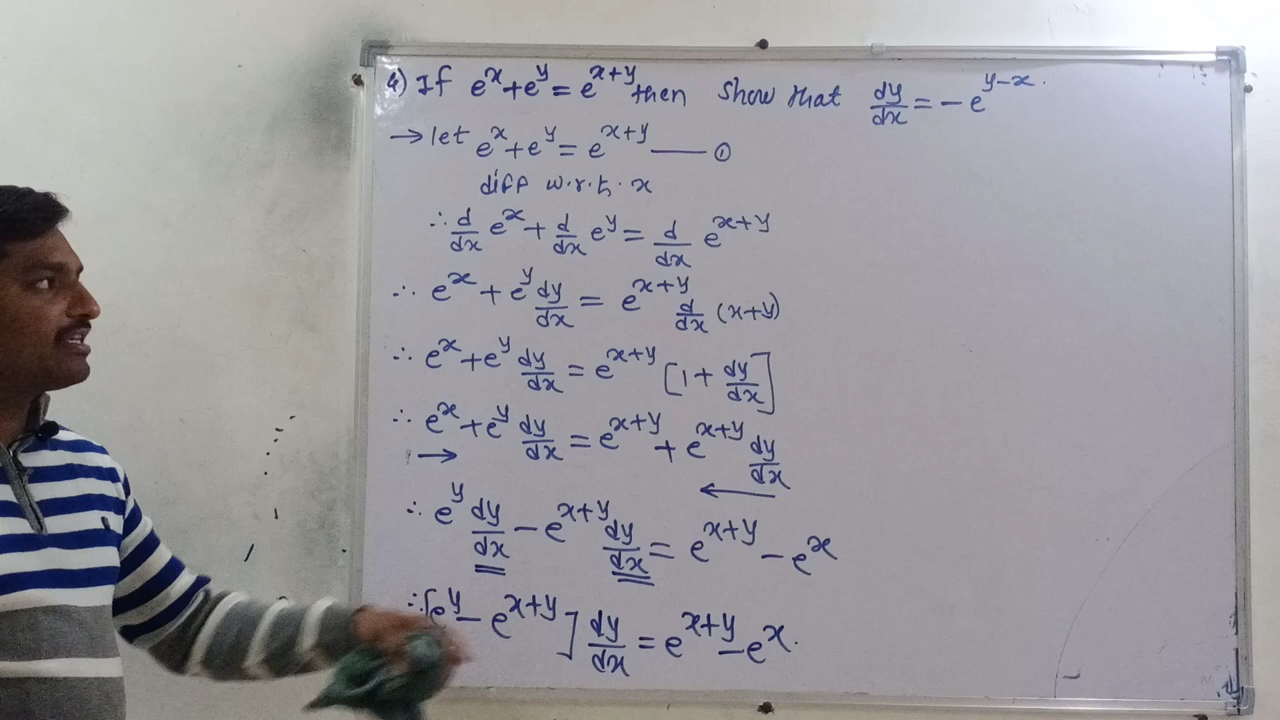 4) If e^x + e^y = e^{x+y} then show that dy/dx = -e^{y-x}.
→ let e^x + e^y = e^{x+y} —— ①
diff w.r.t. x
∴ d/dx e^x + d/dx e^y = d/dx e^{x+y}
∴ e^x + e^y dy/dx = e^{x+y} d/dx (x+y)
∴ e^x + e^y dy/dx = e^{x+y} [1 + dy/dx]
∴ e^x + e^y dy/dx = e^{x+y} + e^{x+y} dy/dx
∴ e^y dy/dx - e^{x+y} dy/dx = e^{x+y} - e^x
∴ [e^y - e^{x+y}] dy/dx = e^{x+y} - e^x.